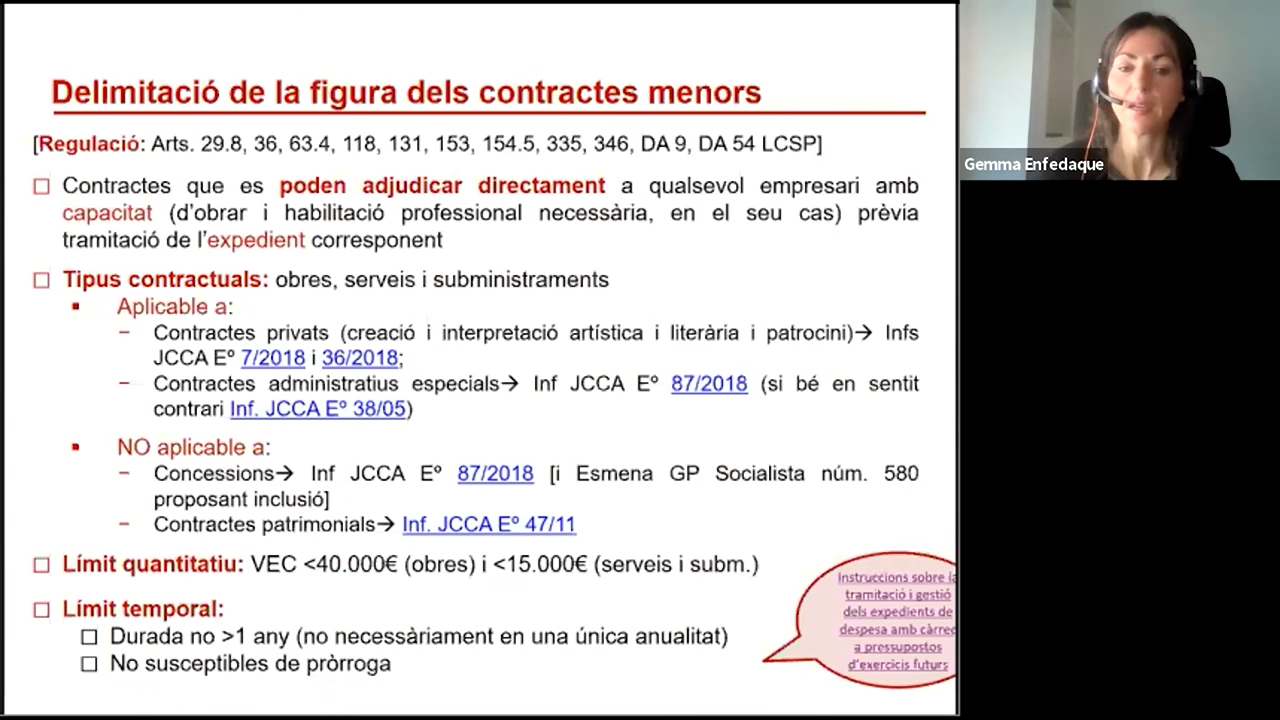 Delimitació de la figura dels contractes menors
[Regulació: Arts. 29.8, 36, 63.4, 118, 131, 153, 154.5, 335, 346, DA 9, DA 54 LCSP]
Contractes que es poden adjudicar directament a qualsevol empresari amb
capacitat (d'obrar i habilitació professional necessària, en el seu cas) prèvia
tramitació de l'expedient corresponent
Tipus contractuals: obres, serveis i subministraments
Aplicable a:
− Contractes privats (creació i interpretació artística i literària i patrocini)→ Infs
JCCA Eº 7/2018 i 36/2018;
− Contractes administratius especials→ Inf JCCA Eº 87/2018 (si bé en sentit
contrari Inf. JCCA Eº 38/05)
NO aplicable a:
− Concessions→ Inf JCCA Eº 87/2018 [i Esmena GP Socialista núm. 580
proposant inclusió]
− Contractes patrimonials→ Inf. JCCA Eº 47/11
Límit quantitatiu: VEC <40.000€ (obres) i <15.000€ (serveis i subm.)
Límit temporal:
Durada no >1 any (no necessàriament en una única anualitat)
No susceptibles de pròrroga
Instruccions sobre la
tramitació i gestió
dels expedients de
despesa amb càrrec
a pressupostos
d'exercicis futurs
Gemma Enfedaque